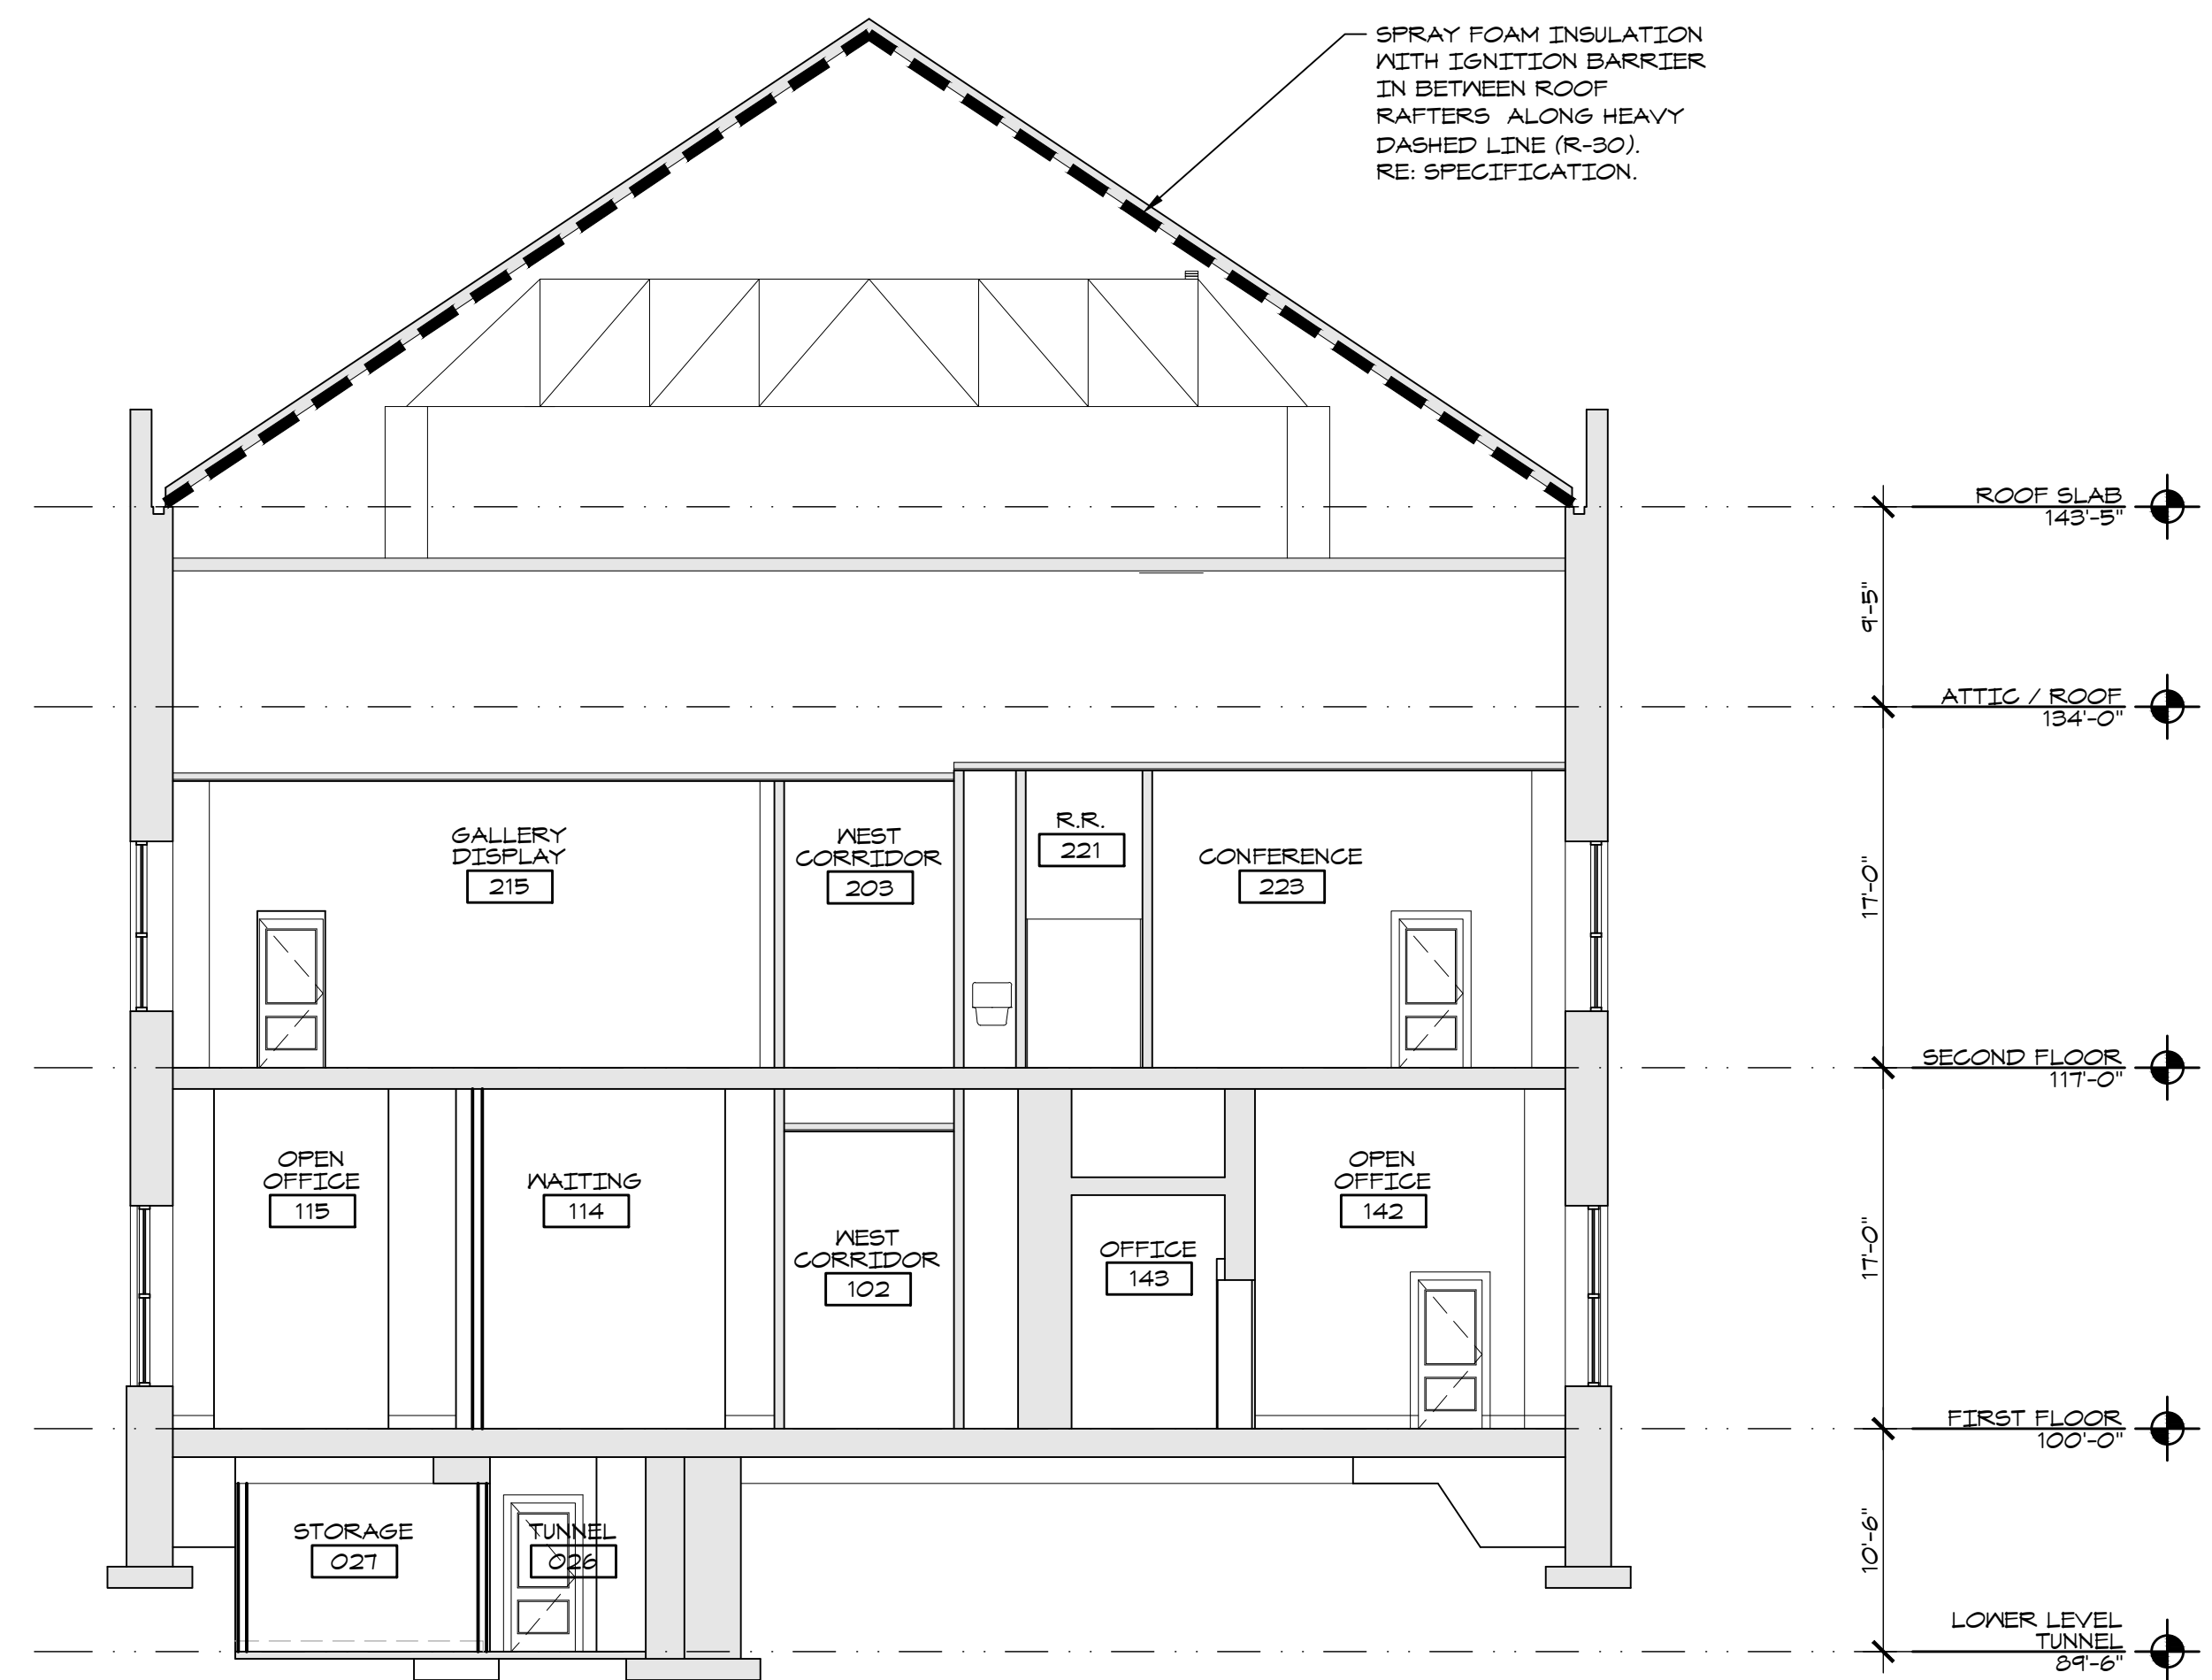 SPRAY FOAM INSULATION
WITH IGNITION BARRIER
IN BETWEEN ROOF
RAFTERS ALONG HEAVY
DASHED LINE (R-30).
RE: SPECIFICATION.
ROOF SLAB
143'-5"
9'-5"
ATTIC / ROOF
134'-0"
GALLERY
DISPLAY
215
WEST
CORRIDOR
203
R.R.
221
CONFERENCE
223
17'-0"
SECOND FLOOR
117'-0"
OPEN
OFFICE
115
WAITING
114
WEST
CORRIDOR
102
OFFICE
143
OPEN
OFFICE
142
17'-0"
FIRST FLOOR
100'-0"
STORAGE
027
TUNNEL
026
10'-6"
LOWER LEVEL
TUNNEL
89'-6"